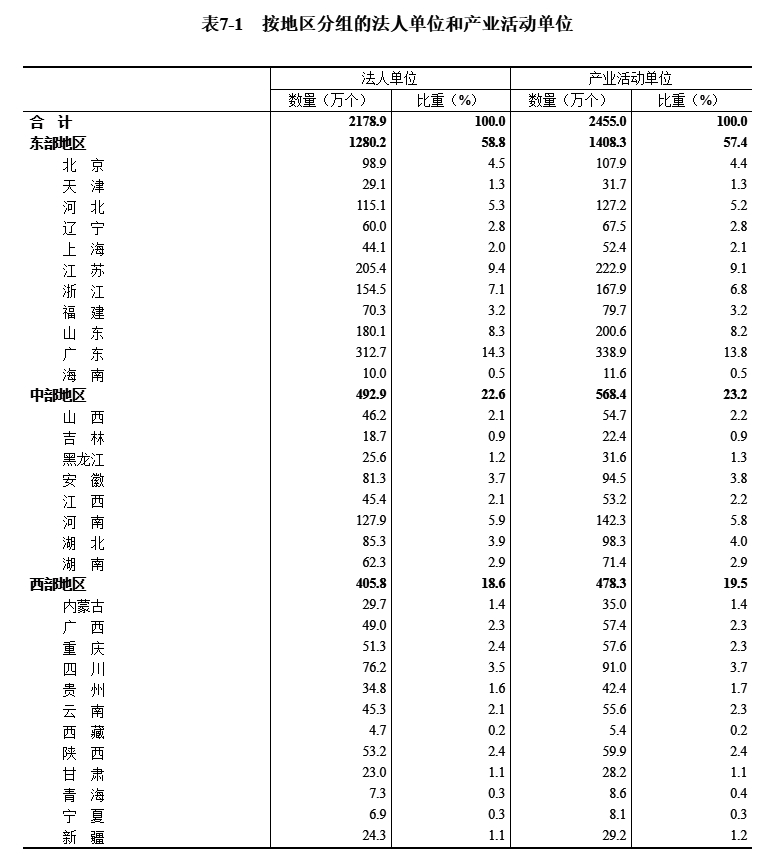 表7-1 按地区分组的法人单位和产业活动单位
法人单位 产业活动单位
数量（万个） 比重（%） 数量（万个） 比重（%）
合 计 2178.9 100.0 2455.0 100.0
东部地区 1280.2 58.8 1408.3 57.4
北 京 98.9 4.5 107.9 4.4
天 津 29.1 1.3 31.7 1.3
河 北 115.1 5.3 127.2 5.2
辽 宁 60.0 2.8 67.5 2.8
上 海 44.1 2.0 52.4 2.1
江 苏 205.4 9.4 222.9 9.1
浙 江 154.5 7.1 167.9 6.8
福 建 70.3 3.2 79.7 3.2
山 东 180.1 8.3 200.6 8.2
广 东 312.7 14.3 338.9 13.8
海 南 10.0 0.5 11.6 0.5
中部地区 492.9 22.6 568.4 23.2
山 西 46.2 2.1 54.7 2.2
吉 林 18.7 0.9 22.4 0.9
黑龙江 25.6 1.2 31.6 1.3
安 徽 81.3 3.7 94.5 3.8
江 西 45.4 2.1 53.2 2.2
河 南 127.9 5.9 142.3 5.8
湖 北 85.3 3.9 98.3 4.0
湖 南 62.3 2.9 71.4 2.9
西部地区 405.8 18.6 478.3 19.5
内蒙古 29.7 1.4 35.0 1.4
广 西 49.0 2.3 57.4 2.3
重 庆 51.3 2.4 57.6 2.3
四 川 76.2 3.5 91.0 3.7
贵 州 34.8 1.6 42.4 1.7
云 南 45.3 2.1 55.6 2.3
西 藏 4.7 0.2 5.4 0.2
陕 西 53.2 2.4 59.9 2.4
甘 肃 23.0 1.1 28.2 1.1
青 海 7.3 0.3 8.6 0.4
宁 夏 6.9 0.3 8.1 0.3
新 疆 24.3 1.1 29.2 1.2